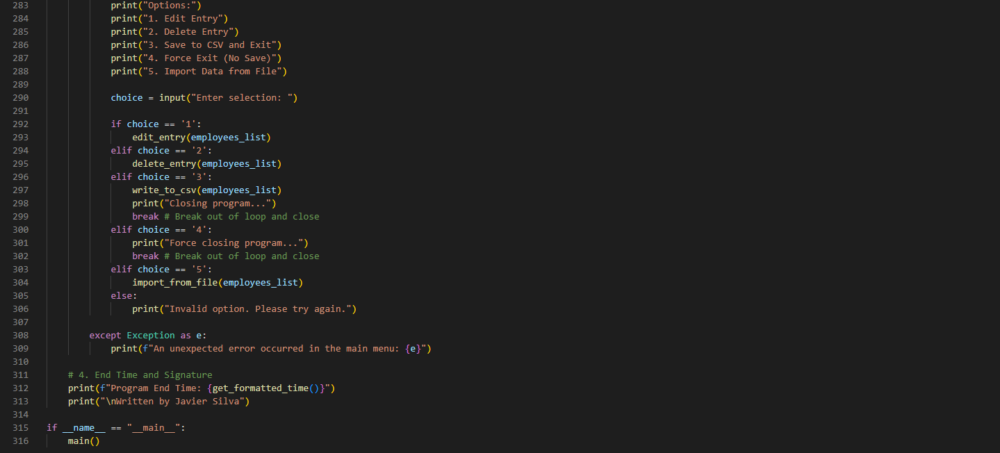 283 print("Options:")
284 print("1. Edit Entry")
285 print("2. Delete Entry")
286 print("3. Save to CSV and Exit")
287 print("4. Force Exit (No Save)")
288 print("5. Import Data from File")
289
290 choice = input("Enter selection: ")
291
292 if choice == '1':
293 edit_entry(employees_list)
294 elif choice == '2':
295 delete_entry(employees_list)
296 elif choice == '3':
297 write_to_csv(employees_list)
298 print("Closing program...")
299 break # Break out of loop and close
300 elif choice == '4':
301 print("Force closing program...")
302 break # Break out of loop and close
303 elif choice == '5':
304 import_from_file(employees_list)
305 else:
306 print("Invalid option. Please try again.")
307
308 except Exception as e:
309 print(f"An unexpected error occurred in the main menu: {e}")
310
311 # 4. End Time and Signature
312 print(f"Program End Time: {get_formatted_time()}")
313 print("\nWritten by Javier Silva")
314
315 if __name__ == "__main__":
316 main()